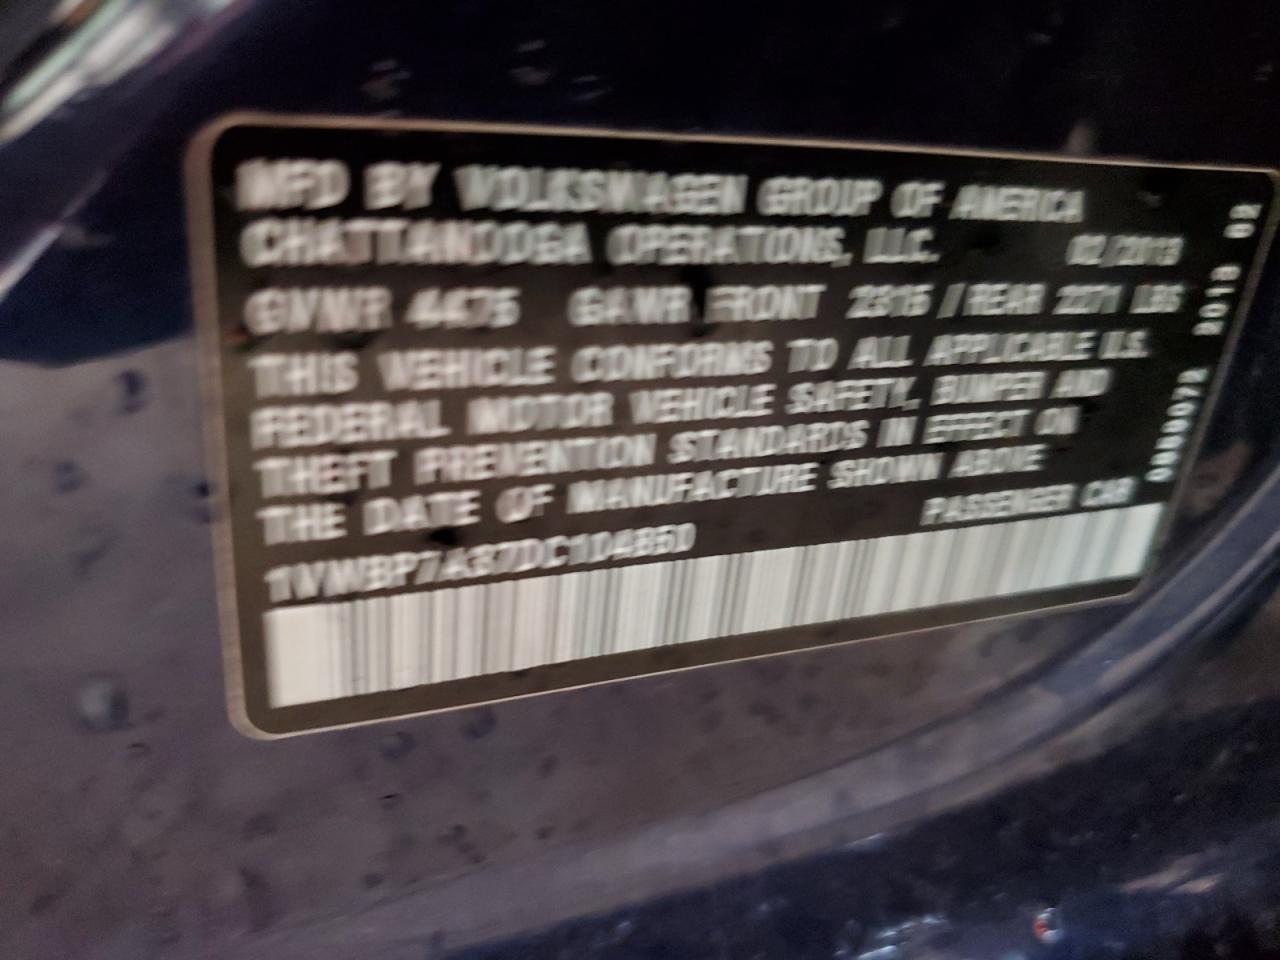 MFD BY VOLKSWAGEN GROUP OF AMERICA
CHATTANOOGA OPERATIONS, LLC. 02/2013
GVWR 4475 GAWR FRONT 2315 / REAR 2271 LBS
THIS VEHICLE CONFORMS TO ALL APPLICABLE U.S.
FEDERAL MOTOR VEHICLE SAFETY, BUMPER AND
THEFT PREVENTION STANDARDS IN EFFECT ON
THE DATE OF MANUFACTURE SHOWN ABOVE
PASSENGER CAR
2013 02